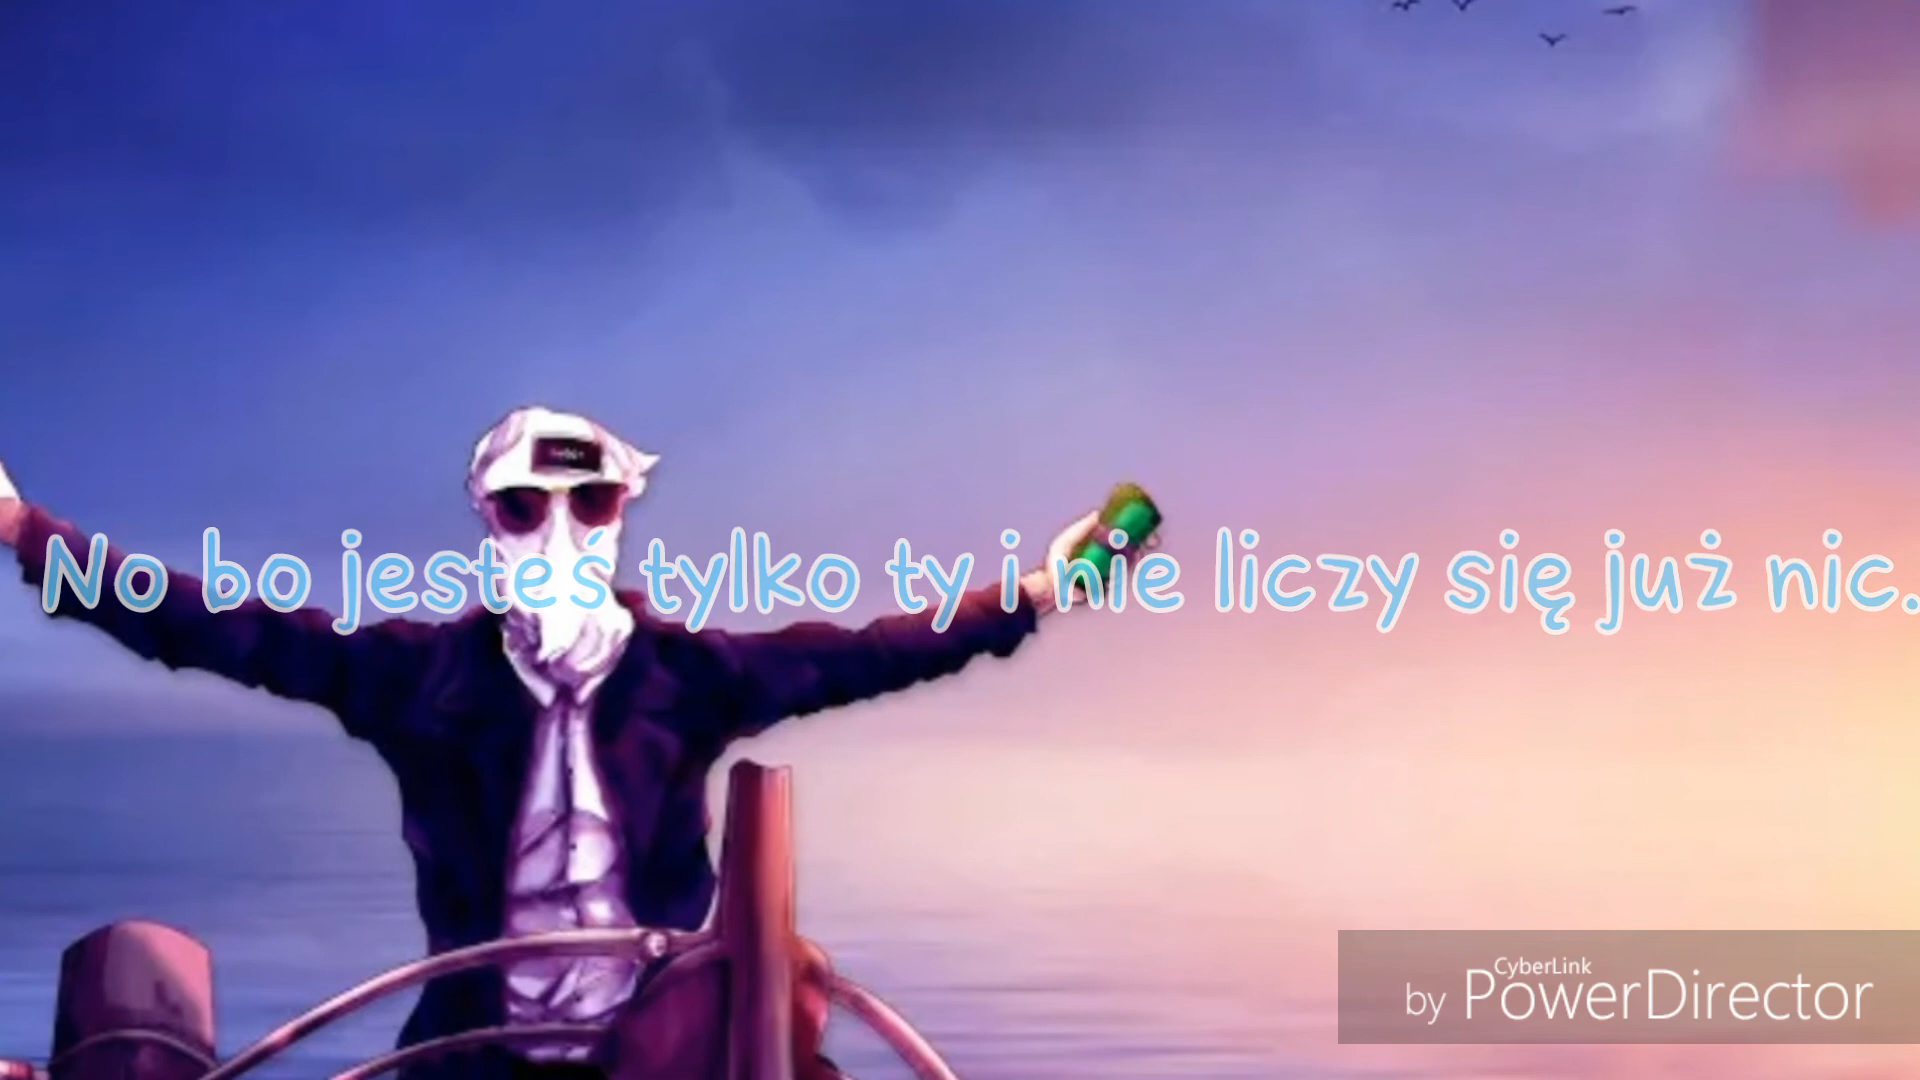 No bo jesteś tylko ty i nie liczy się już nic.
by CyberLink PowerDirector